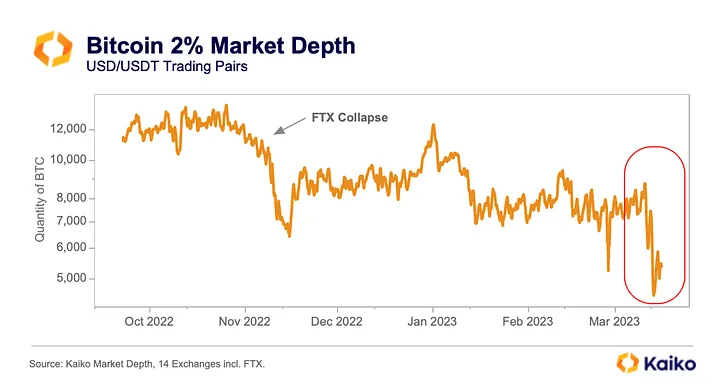 Bitcoin 2% Market Depth
USD/USDT Trading Pairs
FTX Collapse
Quantity of BTC
12,000
10,000
8,000
7,000
6,000
5,000
Oct 2022
Nov 2022
Dec 2022
Jan 2023
Feb 2023
Mar 2023
Source: Kaiko Market Depth, 14 Exchanges incl. FTX.
Kaiko